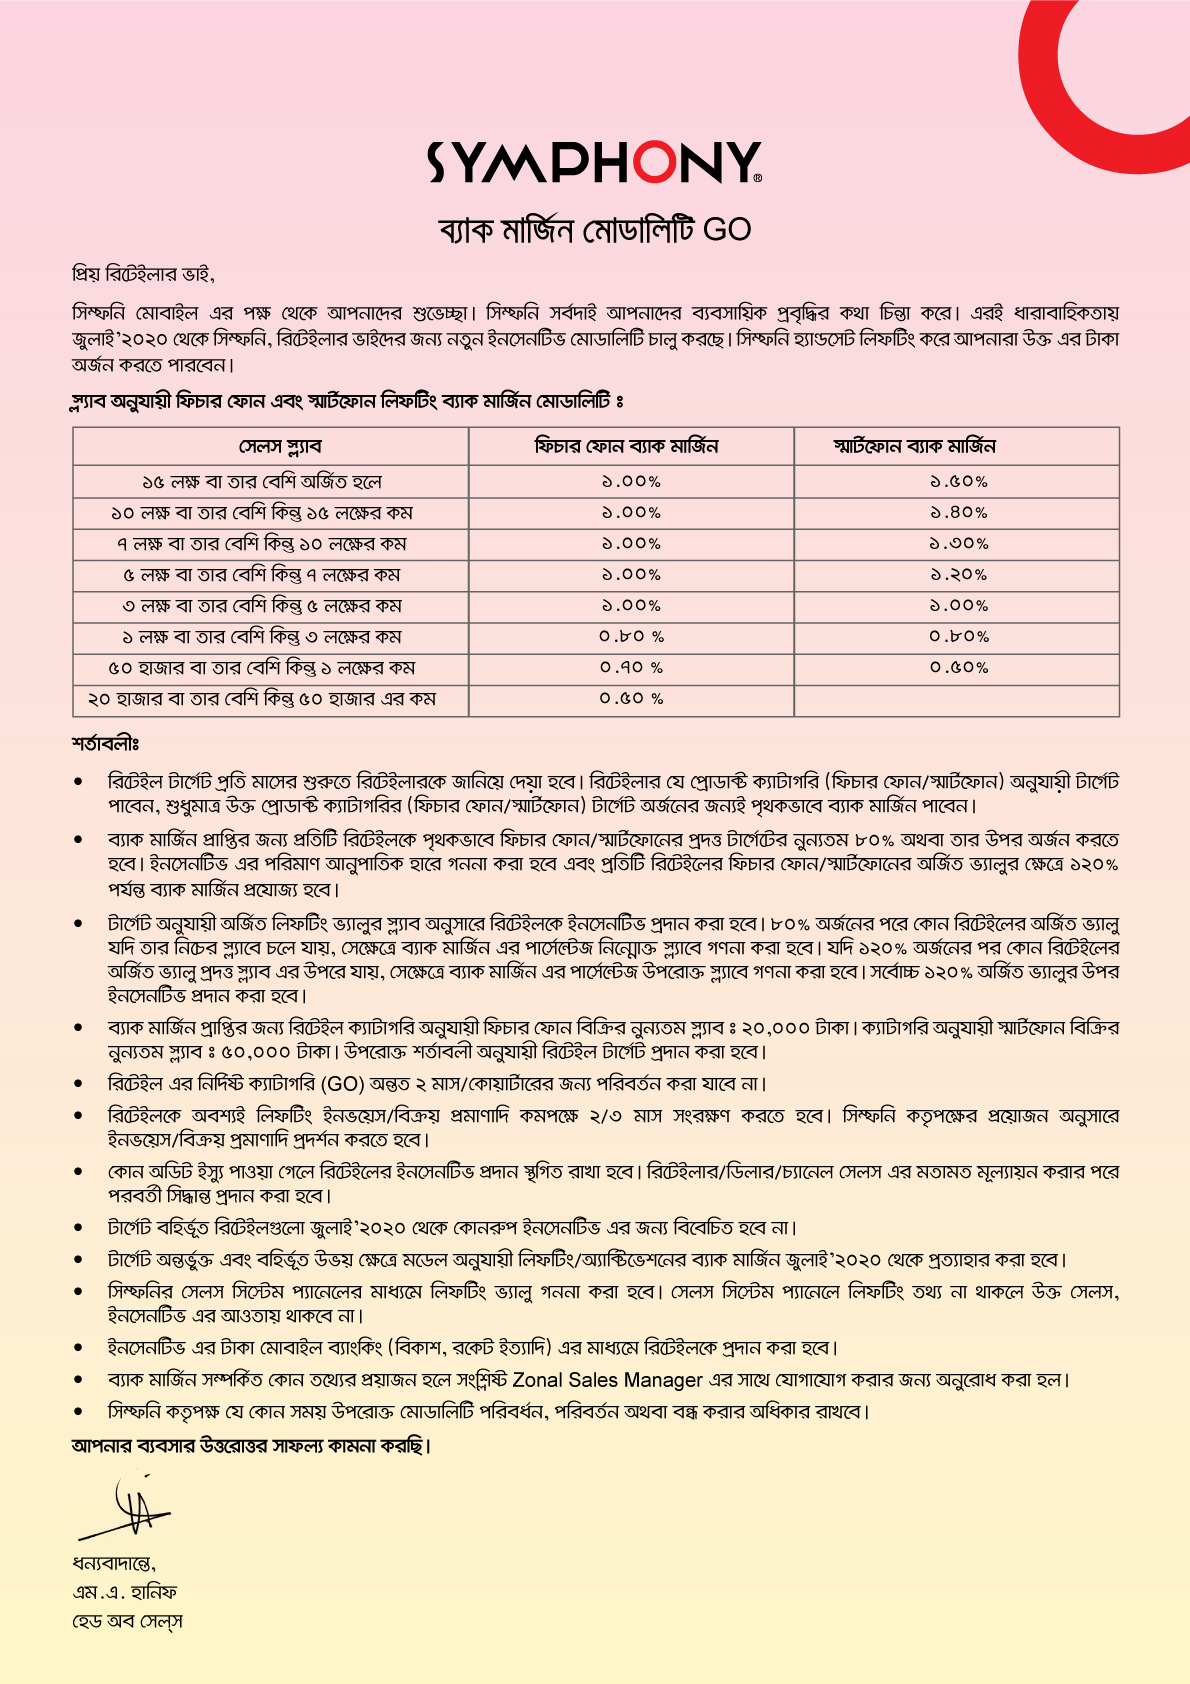 SYMPHONY®
ব্যাক মার্জিন মোডালিটি GO
প্রিয় রিটেইলার ভাই,
সিম্ফনি মোবাইল এর পক্ষ থেকে আপনাদের শুভেচ্ছা। সিম্ফনি সর্বদাই আপনাদের ব্যবসায়িক প্রবৃদ্ধির কথা চিন্তা করে। এরই ধারাবাহিকতায়
জুলাই’২০২০ থেকে সিম্ফনি, রিটেইলার ভাইদের জন্য নতুন ইনসেনটিভ মোডালিটি চালু করছে। সিম্ফনি হ্যান্ডসেট লিফটিং করে আপনারা উক্ত এর টাকা
অর্জন করতে পারবেন।
স্ল্যাব অনুযায়ী ফিচার ফোন এবং স্মার্টফোন লিফটিং ব্যাক মার্জিন মোডালিটি ঃ
সেলস স্ল্যাব ফিচার ফোন ব্যাক মার্জিন স্মার্টফোন ব্যাক মার্জিন
১৫ লক্ষ বা তার বেশি অর্জিত হলে ১.০০% ১.৫০%
১০ লক্ষ বা তার বেশি কিন্তু ১৫ লক্ষের কম ১.০০% ১.৪০%
৭ লক্ষ বা তার বেশি কিন্তু ১০ লক্ষের কম ১.০০% ১.৩০%
৫ লক্ষ বা তার বেশি কিন্তু ৭ লক্ষের কম ১.০০% ১.২০%
৩ লক্ষ বা তার বেশি কিন্তু ৫ লক্ষের কম ১.০০% ১.০০%
১ লক্ষ বা তার বেশি কিন্তু ৩ লক্ষের কম ০.৮০ % ০.৮০%
৫০ হাজার বা তার বেশি কিন্তু ১ লক্ষের কম ০.৭০ % ০.৫০%
২০ হাজার বা তার বেশি কিন্তু ৫০ হাজার এর কম ০.৫০ %
শর্তাবলীঃ
• রিটেইল টার্গেট প্রতি মাসের শুরুতে রিটেইলারকে জানিয়ে দেয়া হবে। রিটেইলার যে প্রোডাক্ট ক্যাটাগরি (ফিচার ফোন/স্মার্টফোন) অনুযায়ী টার্গেট
পাবেন, শুধুমাত্র উক্ত প্রোডাক্ট ক্যাটাগরির (ফিচার ফোন/স্মার্টফোন) টার্গেট অর্জনের জন্যই পৃথকভাবে ব্যাক মার্জিন পাবেন।
• ব্যাক মার্জিন প্রাপ্তির জন্য প্রতিটি রিটেইলকে পৃথকভাবে ফিচার ফোন/স্মার্টফোনের প্রদত্ত টার্গেটের নুন্যতম ৮০% অথবা তার উপর অর্জন করতে
হবে। ইনসেনটিভ এর পরিমাণ আনুপাতিক হারে গননা করা হবে এবং প্রতিটি রিটেইলের ফিচার ফোন/স্মার্টফোনের অর্জিত ভ্যালুর ক্ষেত্রে ১২০%
পর্যন্ত ব্যাক মার্জিন প্রযোজ্য হবে।
• টার্গেট অনুযায়ী অর্জিত লিফটিং ভ্যালুর স্ল্যাব অনুসারে রিটেইলকে ইনসেনটিভ প্রদান করা হবে। ৮০% অর্জনের পরে কোন রিটেইলের অর্জিত ভ্যালু
যদি তার নিচের স্ল্যাবে চলে যায়, সেক্ষেত্রে ব্যাক মার্জিন এর পার্সেন্টেজ নিন্মোক্ত স্ল্যাবে গণনা করা হবে। যদি ১২০% অর্জনের পর কোন রিটেইলের
অর্জিত ভ্যালু প্রদত্ত স্ল্যাব এর উপরে যায়, সেক্ষেত্রে ব্যাক মার্জিন এর পার্সেন্টেজ উপরোক্ত স্ল্যাবে গণনা করা হবে। সর্বোচ্চ ১২০% অর্জিত ভ্যালুর উপর
ইনসেনটিভ প্রদান করা হবে।
• ব্যাক মার্জিন প্রাপ্তির জন্য রিটেইল ক্যাটাগরি অনুযায়ী ফিচার ফোন বিক্রির নুন্যতম স্ল্যাব ঃ ২০,০০০ টাকা। ক্যাটাগরি অনুযায়ী স্মার্টফোন বিক্রির
নুন্যতম স্ল্যাব ঃ ৫০,০০০ টাকা। উপরোক্ত শর্তাবলী অনুযায়ী রিটেইল টার্গেট প্রদান করা হবে।
• রিটেইল এর নির্দিষ্ট ক্যাটাগরি (GO) অন্তত ২ মাস/কোয়ার্টারের জন্য পরিবর্তন করা যাবে না।
• রিটেইলকে অবশ্যই লিফটিং ইনভয়েস/বিক্রয় প্রমাণাদি কমপক্ষে ২/৩ মাস সংরক্ষণ করতে হবে। সিম্ফনি কতৃপক্ষের প্রয়োজন অনুসারে
ইনভয়েস/বিক্রয় প্রমাণাদি প্রদর্শন করতে হবে।
• কোন অডিট ইস্যু পাওয়া গেলে রিটেইলের ইনসেনটিভ প্রদান স্থগিত রাখা হবে। রিটেইলার/ডিলার/চ্যানেল সেলস এর মতামত মূল্যায়ন করার পরে
পরবর্তী সিদ্ধান্ত প্রদান করা হবে।
• টার্গেট বহির্ভূত রিটেইলগুলো জুলাই’২০২০ থেকে কোনরুপ ইনসেনটিভ এর জন্য বিবেচিত হবে না।
• টার্গেট অন্তর্ভুক্ত এবং বহির্ভূত উভয় ক্ষেত্রে মডেল অনুযায়ী লিফটিং/অ্যাক্টিভেশনের ব্যাক মার্জিন জুলাই’২০২০ থেকে প্রত্যাহার করা হবে।
• সিম্ফনির সেলস সিস্টেম প্যানেলের মাধ্যমে লিফটিং ভ্যালু গননা করা হবে। সেলস সিস্টেম প্যানেলে লিফটিং তথ্য না থাকলে উক্ত সেলস,
ইনসেনটিভ এর আওতায় থাকবে না।
• ইনসেনটিভ এর টাকা মোবাইল ব্যাংকিং (বিকাশ, রকেট ইত্যাদি) এর মাধ্যমে রিটেইলকে প্রদান করা হবে।
• ব্যাক মার্জিন সম্পর্কিত কোন তথ্যের প্রয়াজন হলে সংশ্লিষ্ট Zonal Sales Manager এর সাথে যোগাযোগ করার জন্য অনুরোধ করা হল।
• সিম্ফনি কতৃপক্ষ যে কোন সময় উপরোক্ত মোডালিটি পরিবর্ধন, পরিবর্তন অথবা বন্ধ করার অধিকার রাখবে।
আপনার ব্যবসার উত্তরোত্তর সাফল্য কামনা করছি।
ধন্যবাদান্তে,
এম.এ. হানিফ
হেড অব সেল্‌স